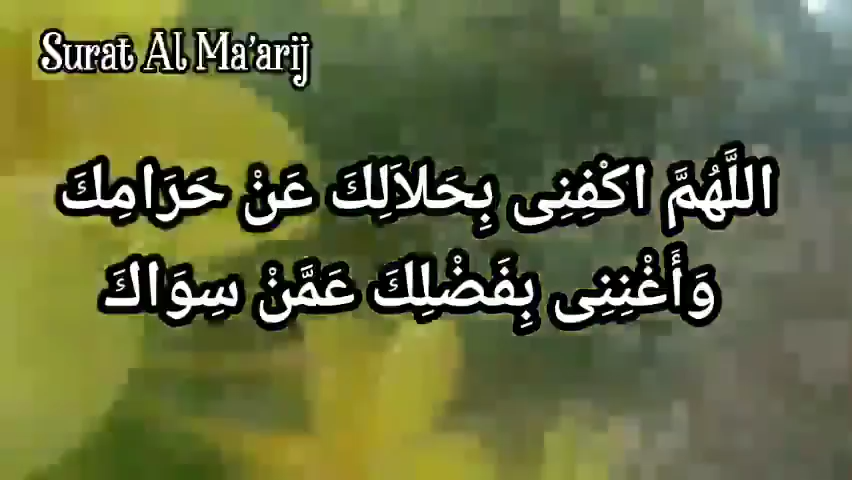 Surat Al Ma'arij
اللَّهُمَّ اكْفِنِى بِحَلاَلِكَ عَنْ حَرَامِكَ
وَأَغْنِنِى بِفَضْلِكَ عَمَّنْ سِوَاكَ